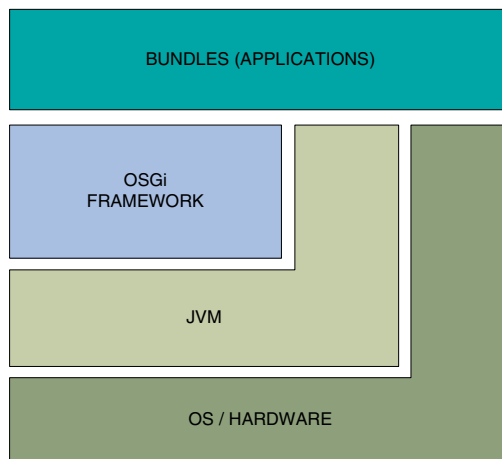 BUNDLES (APPLICATIONS)
OSGi
FRAMEWORK
JVM
OS / HARDWARE